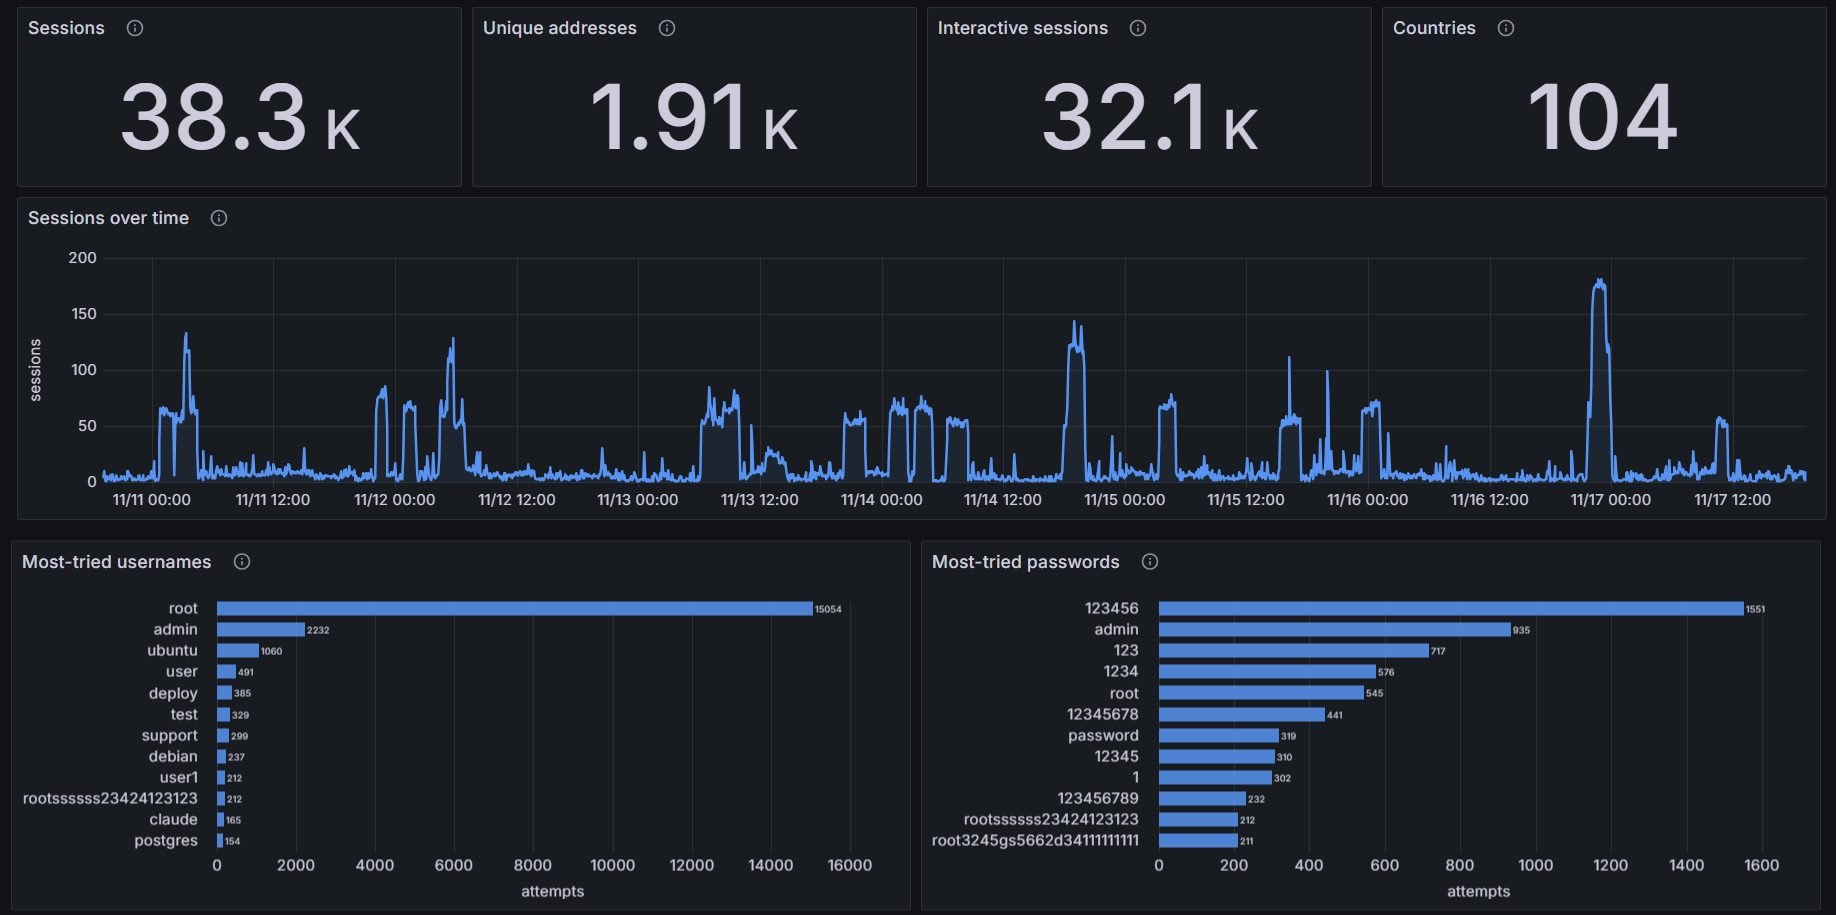 Sessions
Unique addresses
Interactive sessions
Countries
38.3 K
1.91 K
32.1 K
104
Sessions over time
sessions
200
150
100
50
0
11/11 00:00
11/11 12:00
11/12 00:00
11/12 12:00
11/13 00:00
11/13 12:00
11/14 00:00
11/14 12:00
11/15 00:00
11/15 12:00
11/16 00:00
11/16 12:00
11/17 00:00
11/17 12:00
Most-tried usernames
root 15054
admin 2232
ubuntu 1060
user 491
deploy 385
test 329
support 299
debian 237
user1 212
rootssssss23424123123 212
claude 165
postgres 154
0 2000 4000 6000 8000 10000 12000 14000 16000
attempts
Most-tried passwords
123456 1551
admin 935
123 717
1234 576
root 545
12345678 441
password 319
12345 310
1 302
123456789 232
rootssssss23424123123 212
root3245gs5662d34111111111 211
0 200 400 600 800 1000 1200 1400 1600
attempts